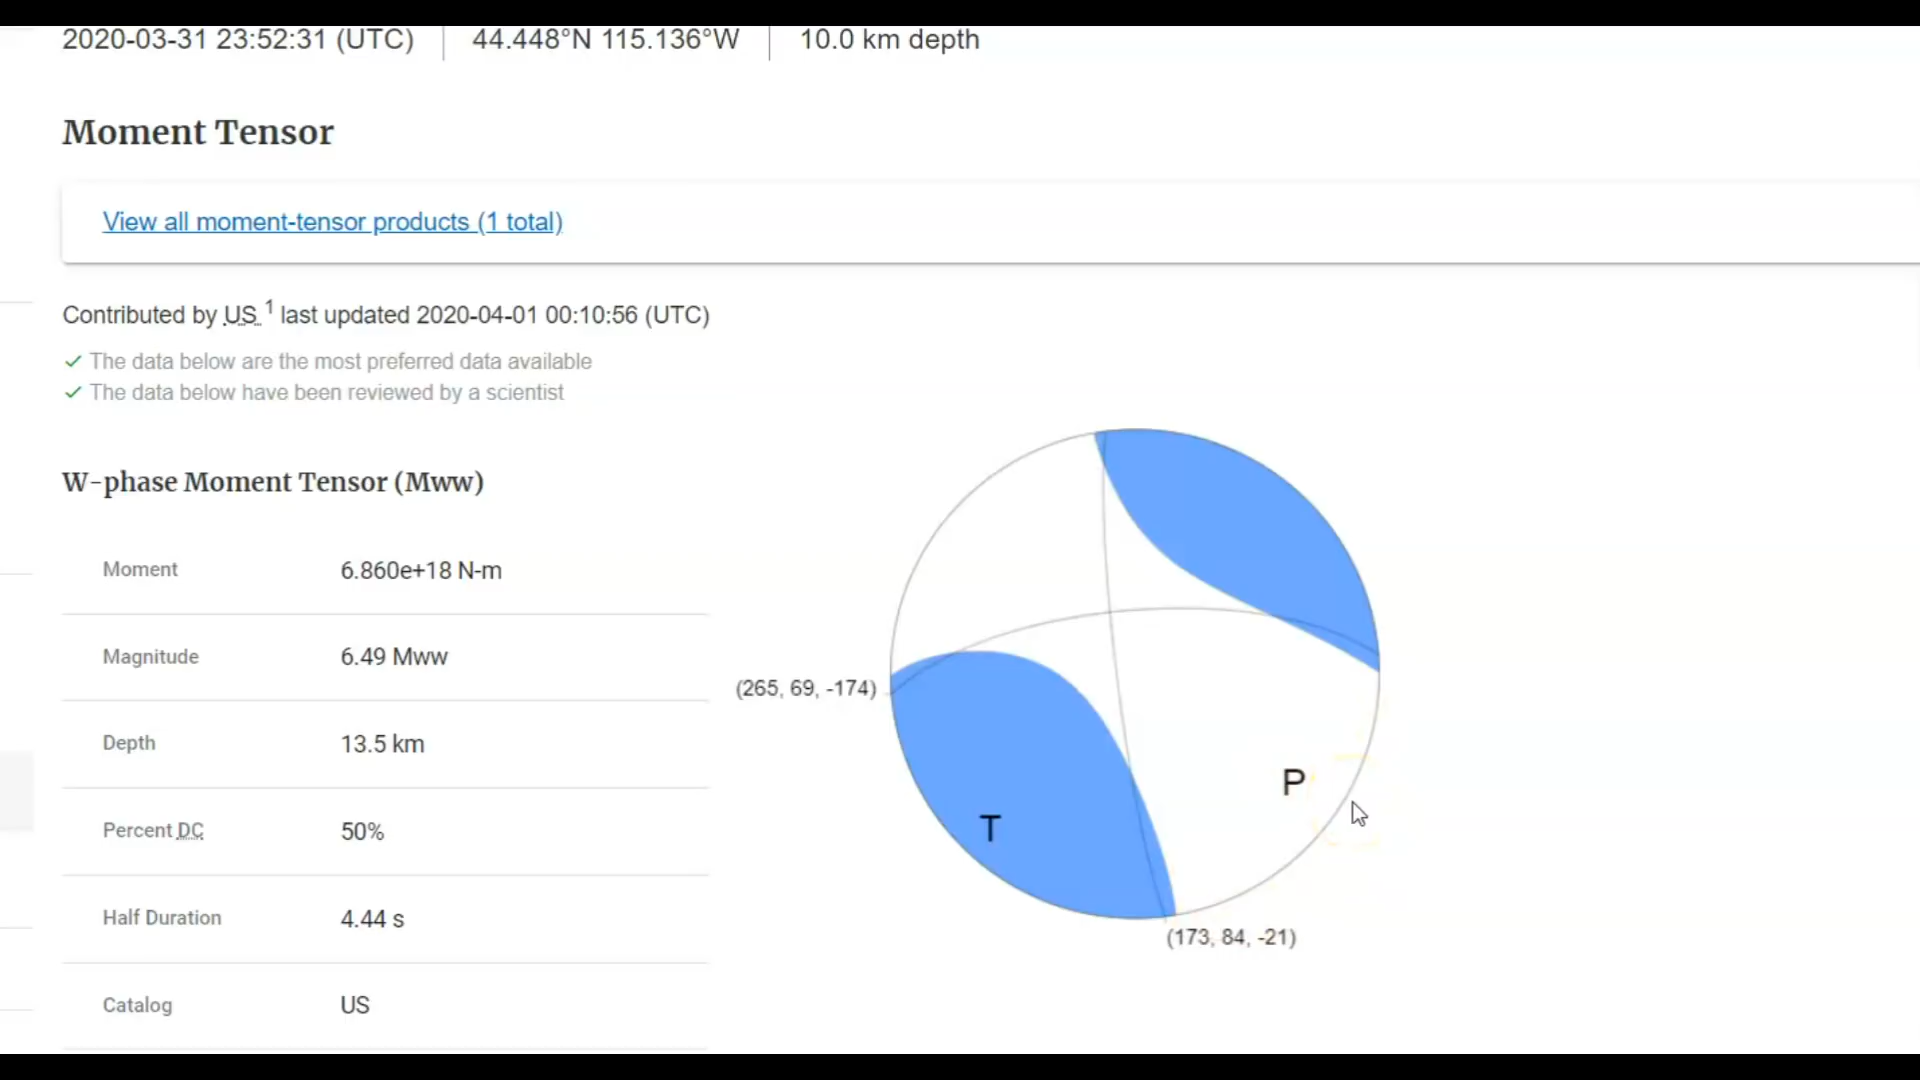 2020-03-31 23:52:31 (UTC) 44.448°N 115.136°W 10.0 km depth
Moment Tensor
View all moment-tensor products (1 total)
Contributed by US 1 last updated 2020-04-01 00:10:56 (UTC)
The data below are the most preferred data available
The data below have been reviewed by a scientist
W-phase Moment Tensor (Mww)
Moment 6.860e+18 N-m
Magnitude 6.49 Mww
Depth 13.5 km
Percent DC 50%
Half Duration 4.44 s
Catalog US
(265, 69, -174)
P
T
(173, 84, -21)